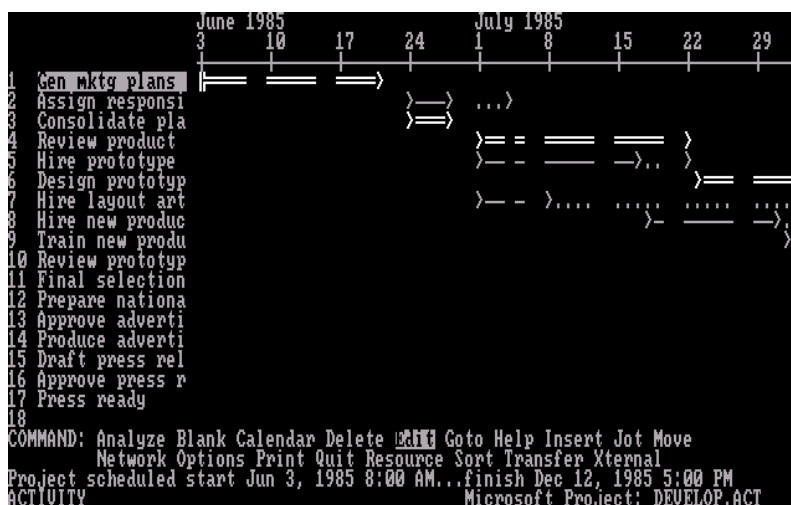 June 1985 July 1985
3 10 17 24 1 8 15 22 29
1 Gen mktg plans
2 Assign responsi
3 Consolidate pla
4 Review product
5 Hire prototype
6 Design prototyp
7 Hire layout art
8 Hire new produc
9 Train new produ
10 Review prototyp
11 Final selection
12 Prepare nationa
13 Approve adverti
14 Produce adverti
15 Draft press rel
16 Approve press r
17 Press ready
18
COMMAND: Analyze Blank Calendar Delete Edit Goto Help Insert Jot Move
Network Options Print Quit Resource Sort Transfer Xternal
Project scheduled start Jun 3, 1985 8:00 AM...finish Dec 12, 1985 5:00 PM
ACTIVITY Microsoft Project: DEVELOP.ACT